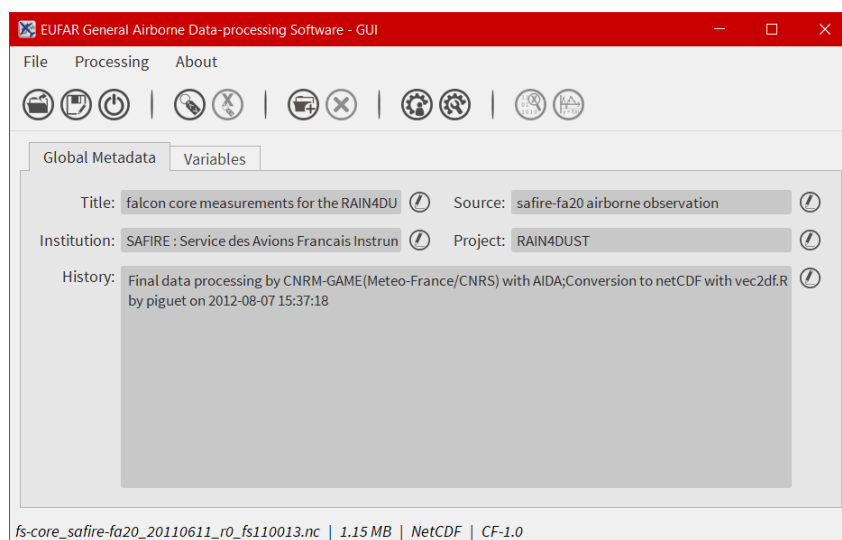 EUFAR General Airborne Data-processing Software - GUI
File Processing About
Global Metadata Variables
Title: falcon core measurements for the RAIN4DU Source: safire-fa20 airborne observation
Institution: SAFIRE : Service des Avions Francais Instrun Project: RAIN4DUST
History: Final data processing by CNRM-GAME(Meteo-France/CNRS) with AIDA;Conversion to netCDF with vec2df.R
by piguet on 2012-08-07 15:37:18
fs-core_safire-fa20_20110611_r0_fs110013.nc | 1.15 MB | NetCDF | CF-1.0